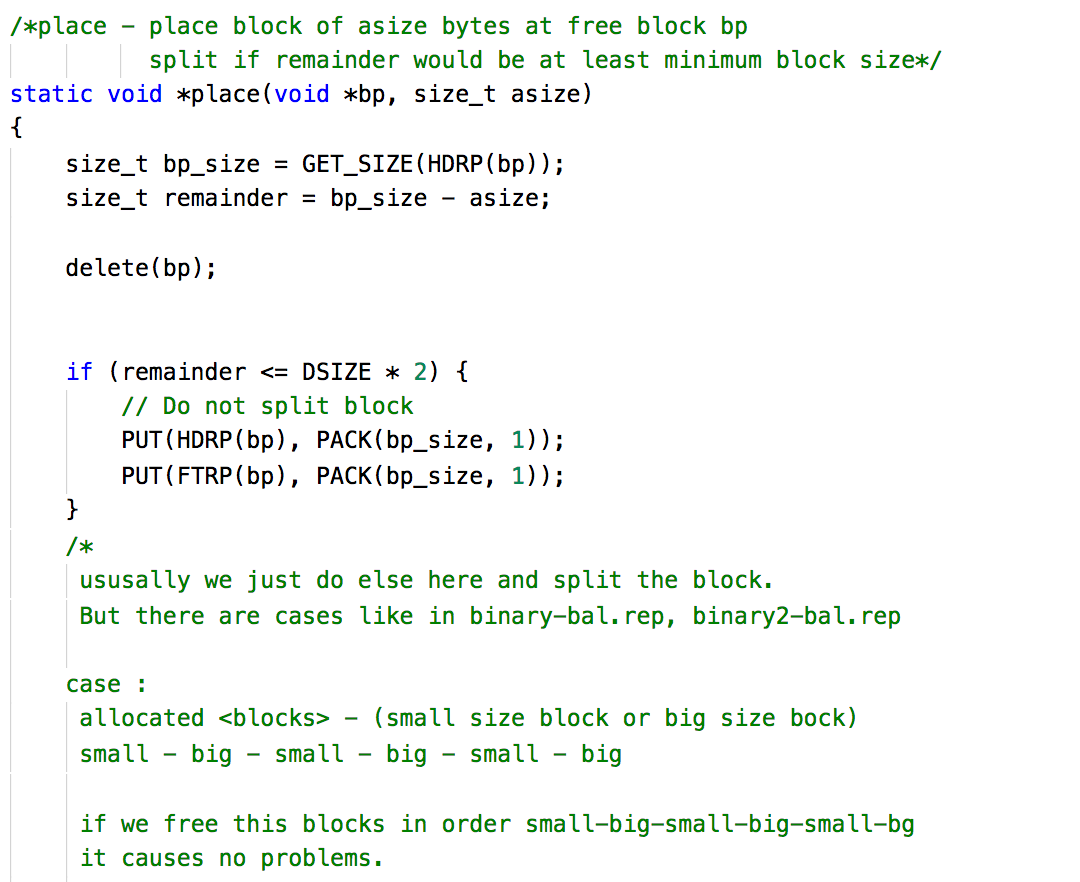 /*place – place block of asize bytes at free block bp
split if remainder would be at least minimum block size*/
static void *place(void *bp, size_t asize)
{
size_t bp_size = GET_SIZE(HDRP(bp));
size_t remainder = bp_size – asize;
delete(bp);
if (remainder <= DSIZE * 2) {
// Do not split block
PUT(HDRP(bp), PACK(bp_size, 1));
PUT(FTRP(bp), PACK(bp_size, 1));
}
/*
ususally we just do else here and split the block.
But there are cases like in binary-bal.rep, binary2-bal.rep
case :
allocated <blocks> – (small size block or big size bock)
small – big – small – big – small – big
if we free this blocks in order small-big-small-big-small-bg
it causes no problems.